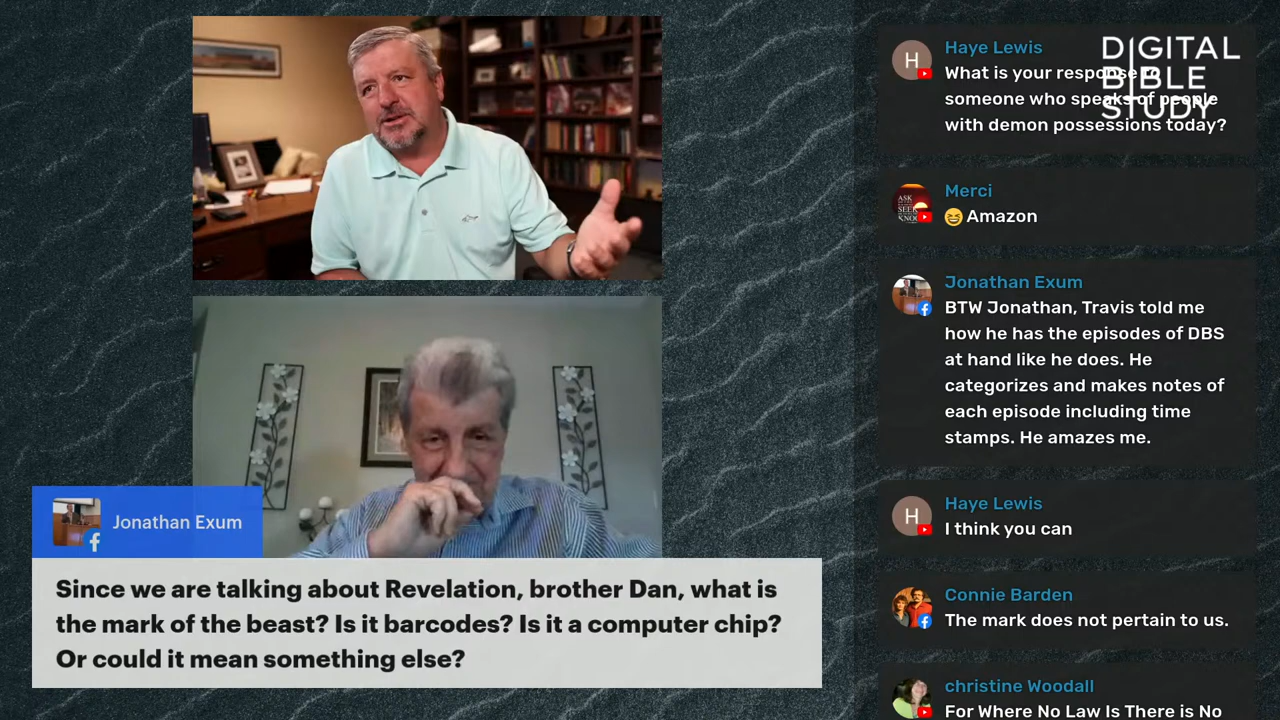 Haye Lewis
What is your response to
someone who speaks of people
with demon possessions today?
DIGITAL
BIBLE
STUDY
H
Merci
😆 Amazon
ASK
SEEK
Jonathan Exum
BTW Jonathan, Travis told me
how he has the episodes of DBS
at hand like he does. He
categorizes and makes notes of
each episode including time
stamps. He amazes me.
H
Haye Lewis
I think you can
Connie Barden
The mark does not pertain to us.
christine Woodall
For Where No Law Is There is No
Jonathan Exum
Since we are talking about Revelation, brother Dan, what is
the mark of the beast? Is it barcodes? Is it a computer chip?
Or could it mean something else?